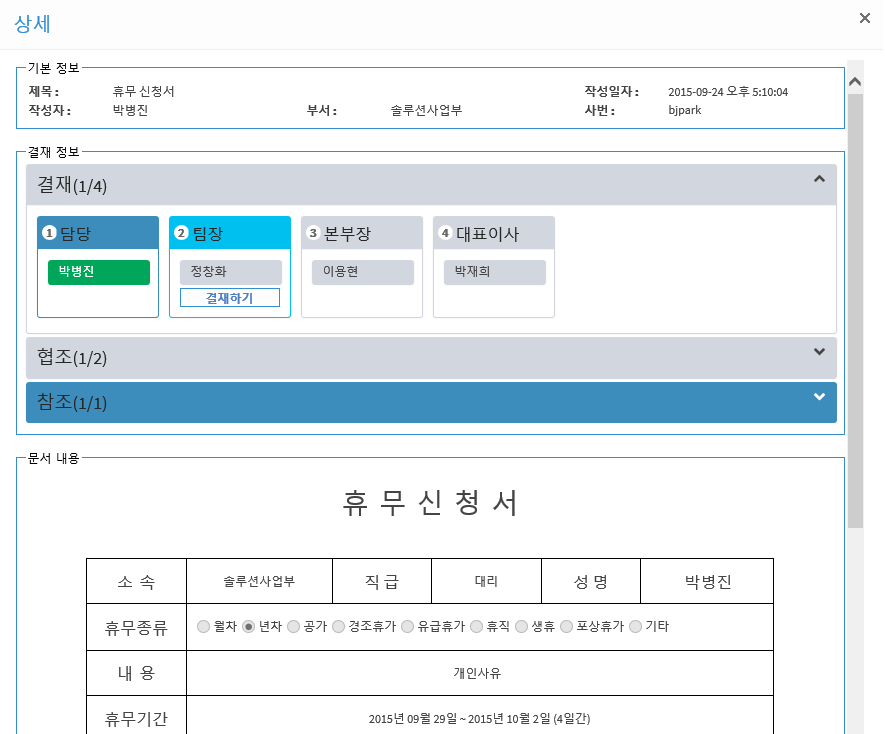 상세
기본 정보
제목 : 휴무 신청서 작성일자 : 2015-09-24 오후 5:10:04
작성자 : 박병진 부서 : 솔루션사업부 사번 : bjpark
결재 정보
결재(1/4)
1 담당 2 팀장 3 본부장 4 대표이사
박병진 정창화 이용현 박재희
결재하기
협조(1/2)
참조(1/1)
문서 내용
휴 무 신 청 서
소 속 솔루션사업부 직 급 대리 성 명 박병진
휴무종류 월차 년차 공가 경조휴가 유급휴가 휴직 생휴 포상휴가 기타
내 용 개인사유
휴무기간 2015년 09월 29일 ~ 2015년 10월 2일 (4일간)